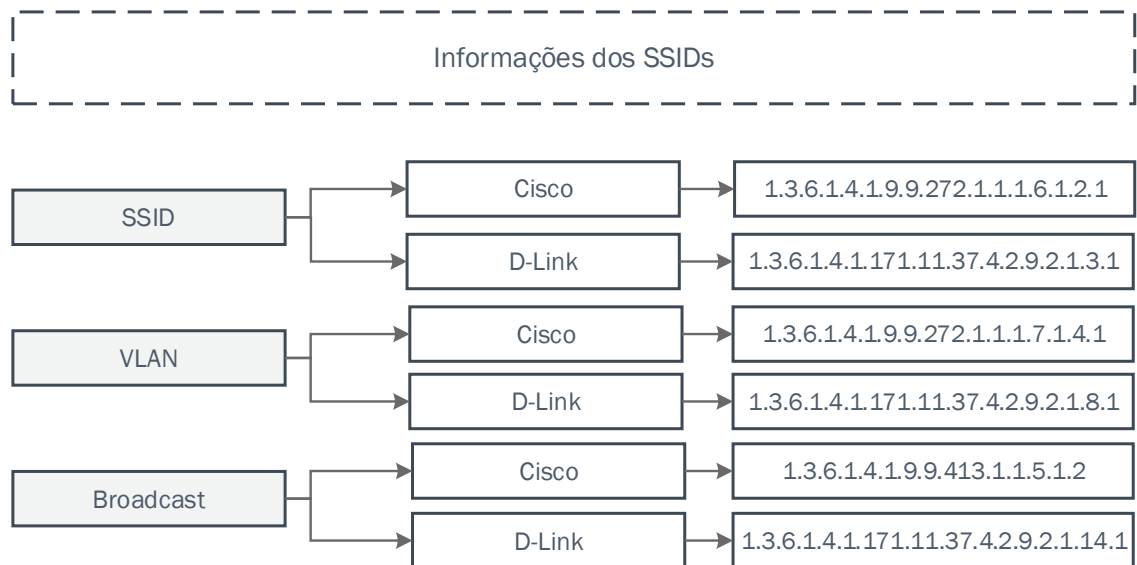 Informações dos SSIDs
SSID
Cisco
1.3.6.1.4.1.9.9.272.1.1.1.6.1.2.1
D-Link
1.3.6.1.4.1.171.11.37.4.2.9.2.1.3.1
VLAN
Cisco
1.3.6.1.4.1.9.9.272.1.1.1.7.1.4.1
D-Link
1.3.6.1.4.1.171.11.37.4.2.9.2.1.8.1
Broadcast
Cisco
1.3.6.1.4.1.9.9.413.1.1.5.1.2
D-Link
1.3.6.1.4.1.171.11.37.4.2.9.2.1.14.1